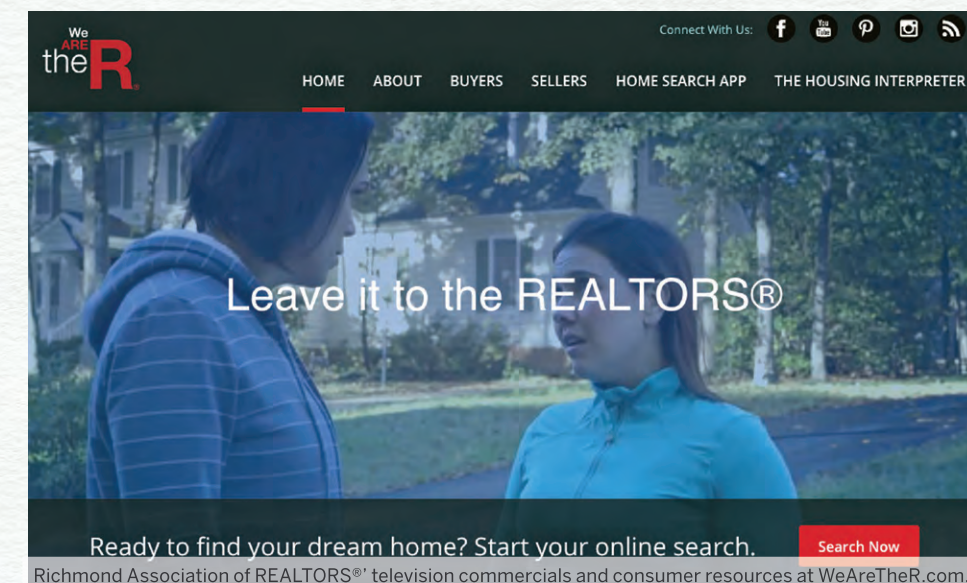 We
ARE
the R®
Connect With Us:
You
Tube
HOME ABOUT BUYERS SELLERS HOME SEARCH APP THE HOUSING INTERPRETER
Leave it to the REALTORS®
Ready to find your dream home? Start your online search.
Search Now
Richmond Association of REALTORS®’ television commercials and consumer resources at WeAreTheR.com